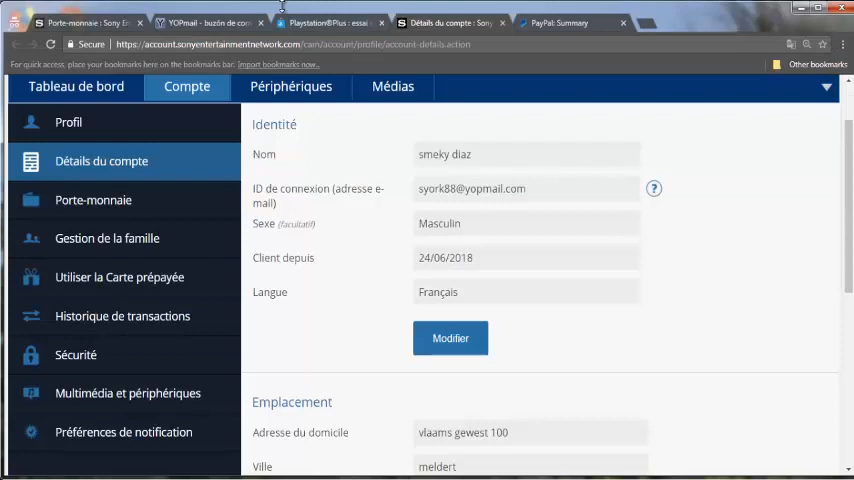 Porte-monnaie : Sony En
YOPmail - buzón de con
Playstation®Plus : essai
Détails du compte : Sony
PayPal: Summary
Secure https://account.sonyentertainmentnetwork.com/cam/account/profile/account-details.action
For quick access, place your bookmarks here on the bookmarks bar. Import bookmarks now...
Other bookmarks
Tableau de bord Compte Périphériques Médias
Profil
Détails du compte
Porte-monnaie
Gestion de la famille
Utiliser la Carte prépayée
Historique de transactions
Sécurité
Multimédia et périphériques
Préférences de notification
Identité
Nom smeky diaz
ID de connexion (adresse e-
mail) syork88@yopmail.com
?
Sexe (facultatif) Masculin
Client depuis 24/06/2018
Langue Français
Modifier
Emplacement
Adresse du domicile vlaams gewest 100
Ville meldert